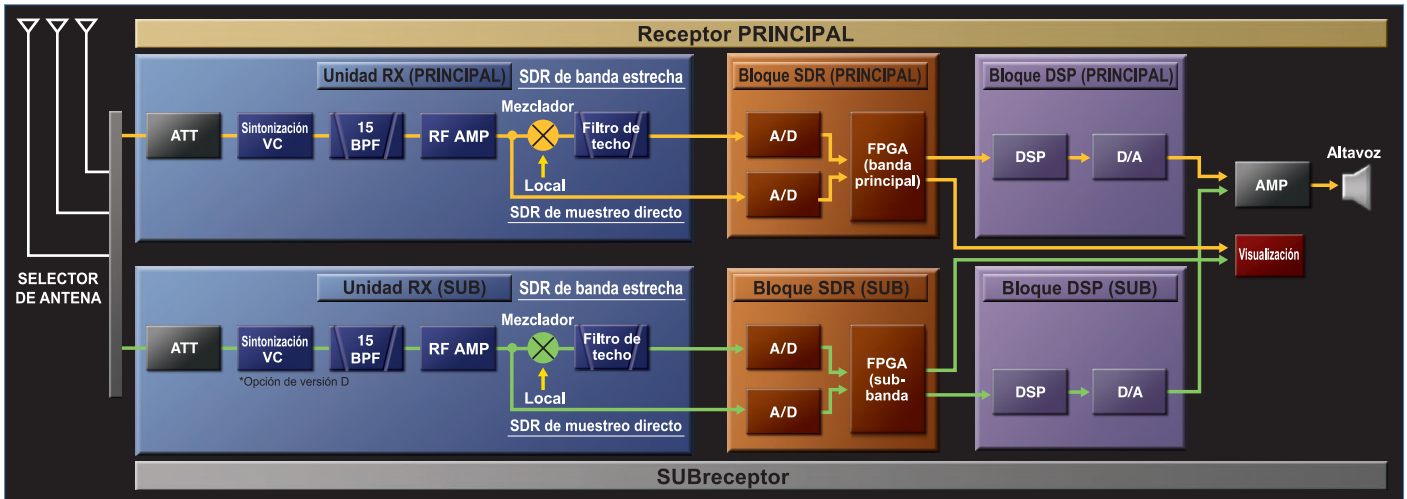 Receptor PRINCIPAL
Unidad RX (PRINCIPAL)
SDR de banda estrecha
Bloque SDR (PRINCIPAL)
Bloque DSP (PRINCIPAL)
ATT
Sintonización
VC
15
BPF
RF AMP
Mezclador
Filtro de
techo
Local
SDR de muestreo directo
A/D
A/D
FPGA
(banda
principal)
DSP
D/A
AMP
Altavoz
Visualización
SELECTOR
DE ANTENA
Unidad RX (SUB)
SDR de banda estrecha
Bloque SDR (SUB)
Bloque DSP (SUB)
ATT
Sintonización
VC
*Opción de versión D
15
BPF
RF AMP
Mezclador
Filtro de
techo
Local
SDR de muestreo directo
A/D
A/D
FPGA
(sub-
banda
DSP
D/A
SUBreceptor